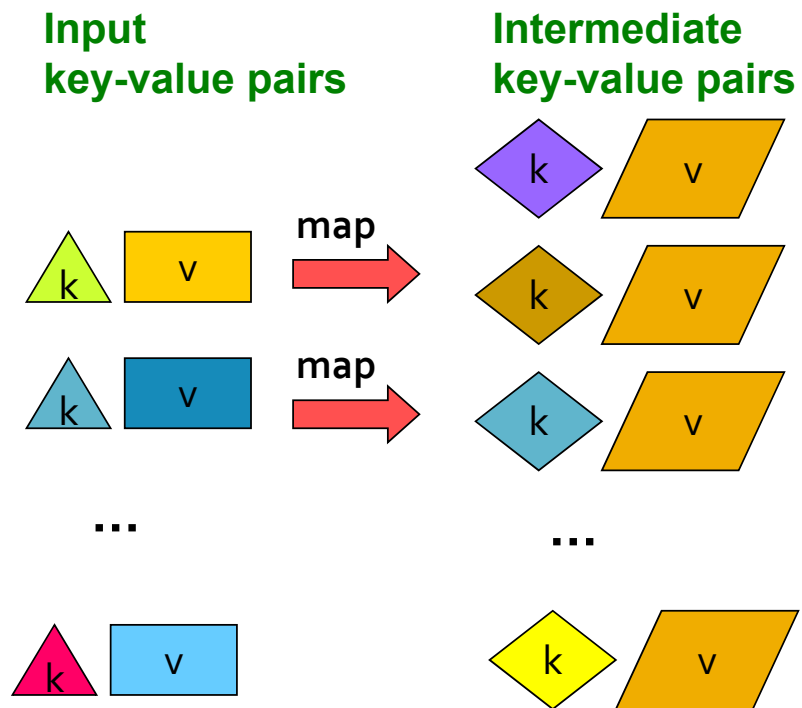 Input
key-value pairs
Intermediate
key-value pairs
k v
map
k v
k v
map
k v
k v
k v
...
...
k v
k v